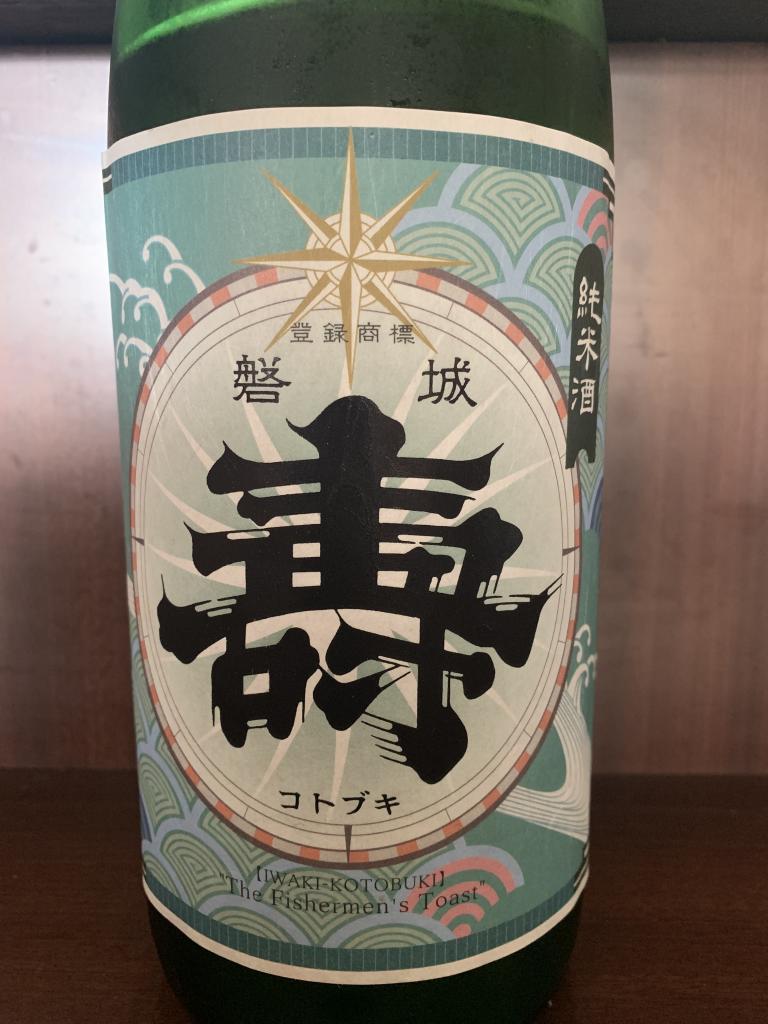 登録商標
磐城
壽
コトブキ
純米酒
【IWAKI-KOTOBUKI】
"The Fishermen's Toast"